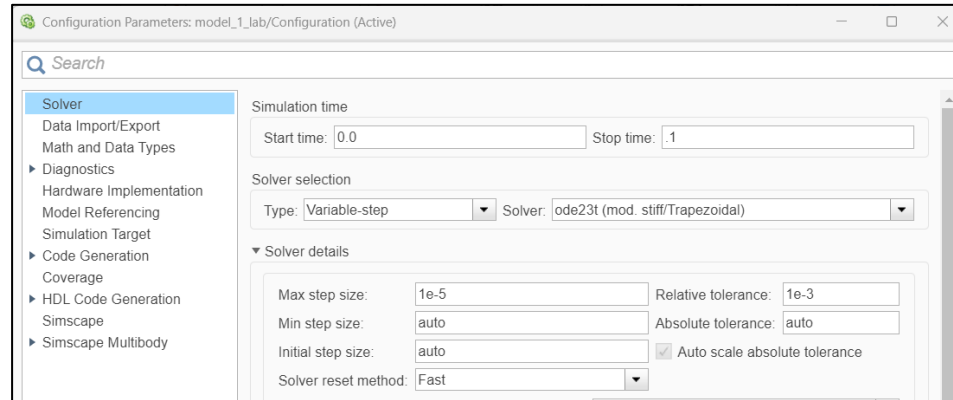 Configuration Parameters: model_1_lab/Configuration (Active)
Search
Solver
Data Import/Export
Math and Data Types
Diagnostics
Hardware Implementation
Model Referencing
Simulation Target
Code Generation
Coverage
HDL Code Generation
Simscape
Simscape Multibody
Simulation time
Start time: 0.0 Stop time: .1
Solver selection
Type: Variable-step Solver: ode23t (mod. stiff/Trapezoidal)
Solver details
Max step size: 1e-5 Relative tolerance: 1e-3
Min step size: auto Absolute tolerance: auto
Initial step size: auto Auto scale absolute tolerance
Solver reset method: Fast